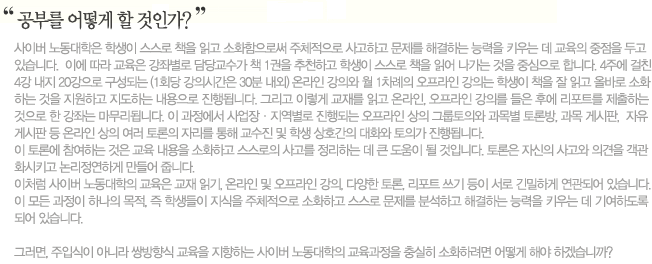 “ 공부를 어떻게 할 것인가? ”
사이버 노동대학은 학생이 스스로 책을 읽고 소화함으로써 주체적으로 사고하고 문제를 해결하는 능력을 키우는 데 교육의 중점을 두고
있습니다. 이에 따라 교육은 강좌별로 담당교수가 책 1권을 추천하고 학생이 스스로 책을 읽어 나가는 것을 중심으로 합니다. 4주에 걸친
4강 내지 20강으로 구성되는 (1회당 강의시간은 30분 내외) 온라인 강의와 월 1차례의 오프라인 강의는 학생이 책을 잘 읽고 올바로 소화
하는 것을 지원하고 지도하는 내용으로 진행됩니다. 그리고 이렇게 교재를 읽고 온라인, 오프라인 강의를 들은 후에 리포트를 제출하는
것으로 한 강좌는 마무리됩니다. 이 과정에서 사업장 · 지역별로 진행되는 오프라인 상의 그룹토의와 과목별 토론방, 과목 게시판, 자유
게시판 등 온라인 상의 여러 토론의 자리를 통해 교수진 및 학생 상호간의 대화와 토의가 진행됩니다.
이 토론에 참여하는 것은 교육 내용을 소화하고 스스로의 사고를 정리하는 데 큰 도움이 될 것입니다. 토론은 자신의 사고와 의견을 객관
화시키고 논리정연하게 만들어 줍니다.
이처럼 사이버 노동대학의 교육은 교재 읽기, 온라인 및 오프라인 강의, 다양한 토론, 리포트 쓰기 등이 서로 긴밀하게 연관되어 있습니다.
이 모든 과정이 하나의 목적, 즉 학생들이 지식을 주체적으로 소화하고 스스로 문제를 분석하고 해결하는 능력을 키우는 데 기여하도록
되어 있습니다.
그러면, 주입식이 아니라 쌍방향식 교육을 지향하는 사이버 노동대학의 교육과정을 충실히 소화하려면 어떻게 해야 하겠습니까?